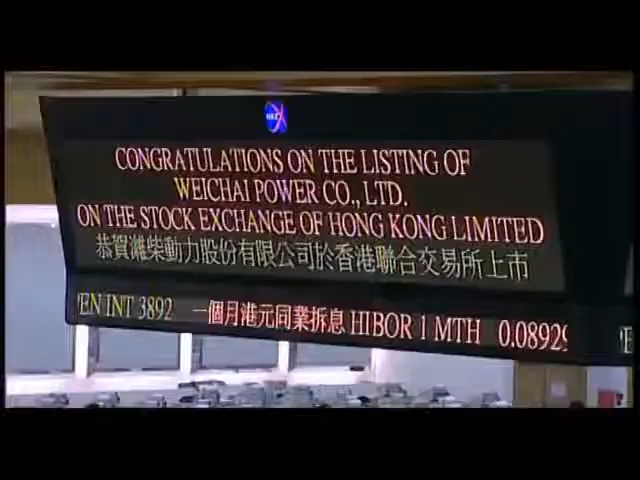 HKEX
CONGRATULATIONS ON THE LISTING OF
WEICHAI POWER CO., LTD.
ON THE STOCK EXCHANGE OF HONG KONG LIMITED
恭賀濰柴動力股份有限公司於香港聯合交易所上市
EN INT 3892 一個月港元同業拆息 HIBOR 1 MTH 0.08929